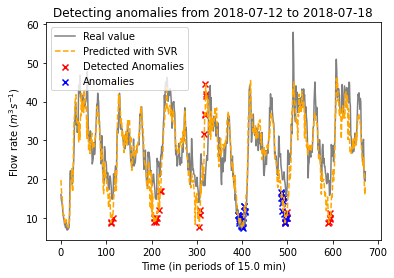 Detecting anomalies from 2018-07-12 to 2018-07-18
Real value
Predicted with SVR
Detected Anomalies
Anomalies
60
50
40
30
20
10
Flow rate (m³s⁻¹)
0 100 200 300 400 500 600 700
Time (in periods of 15.0 min)